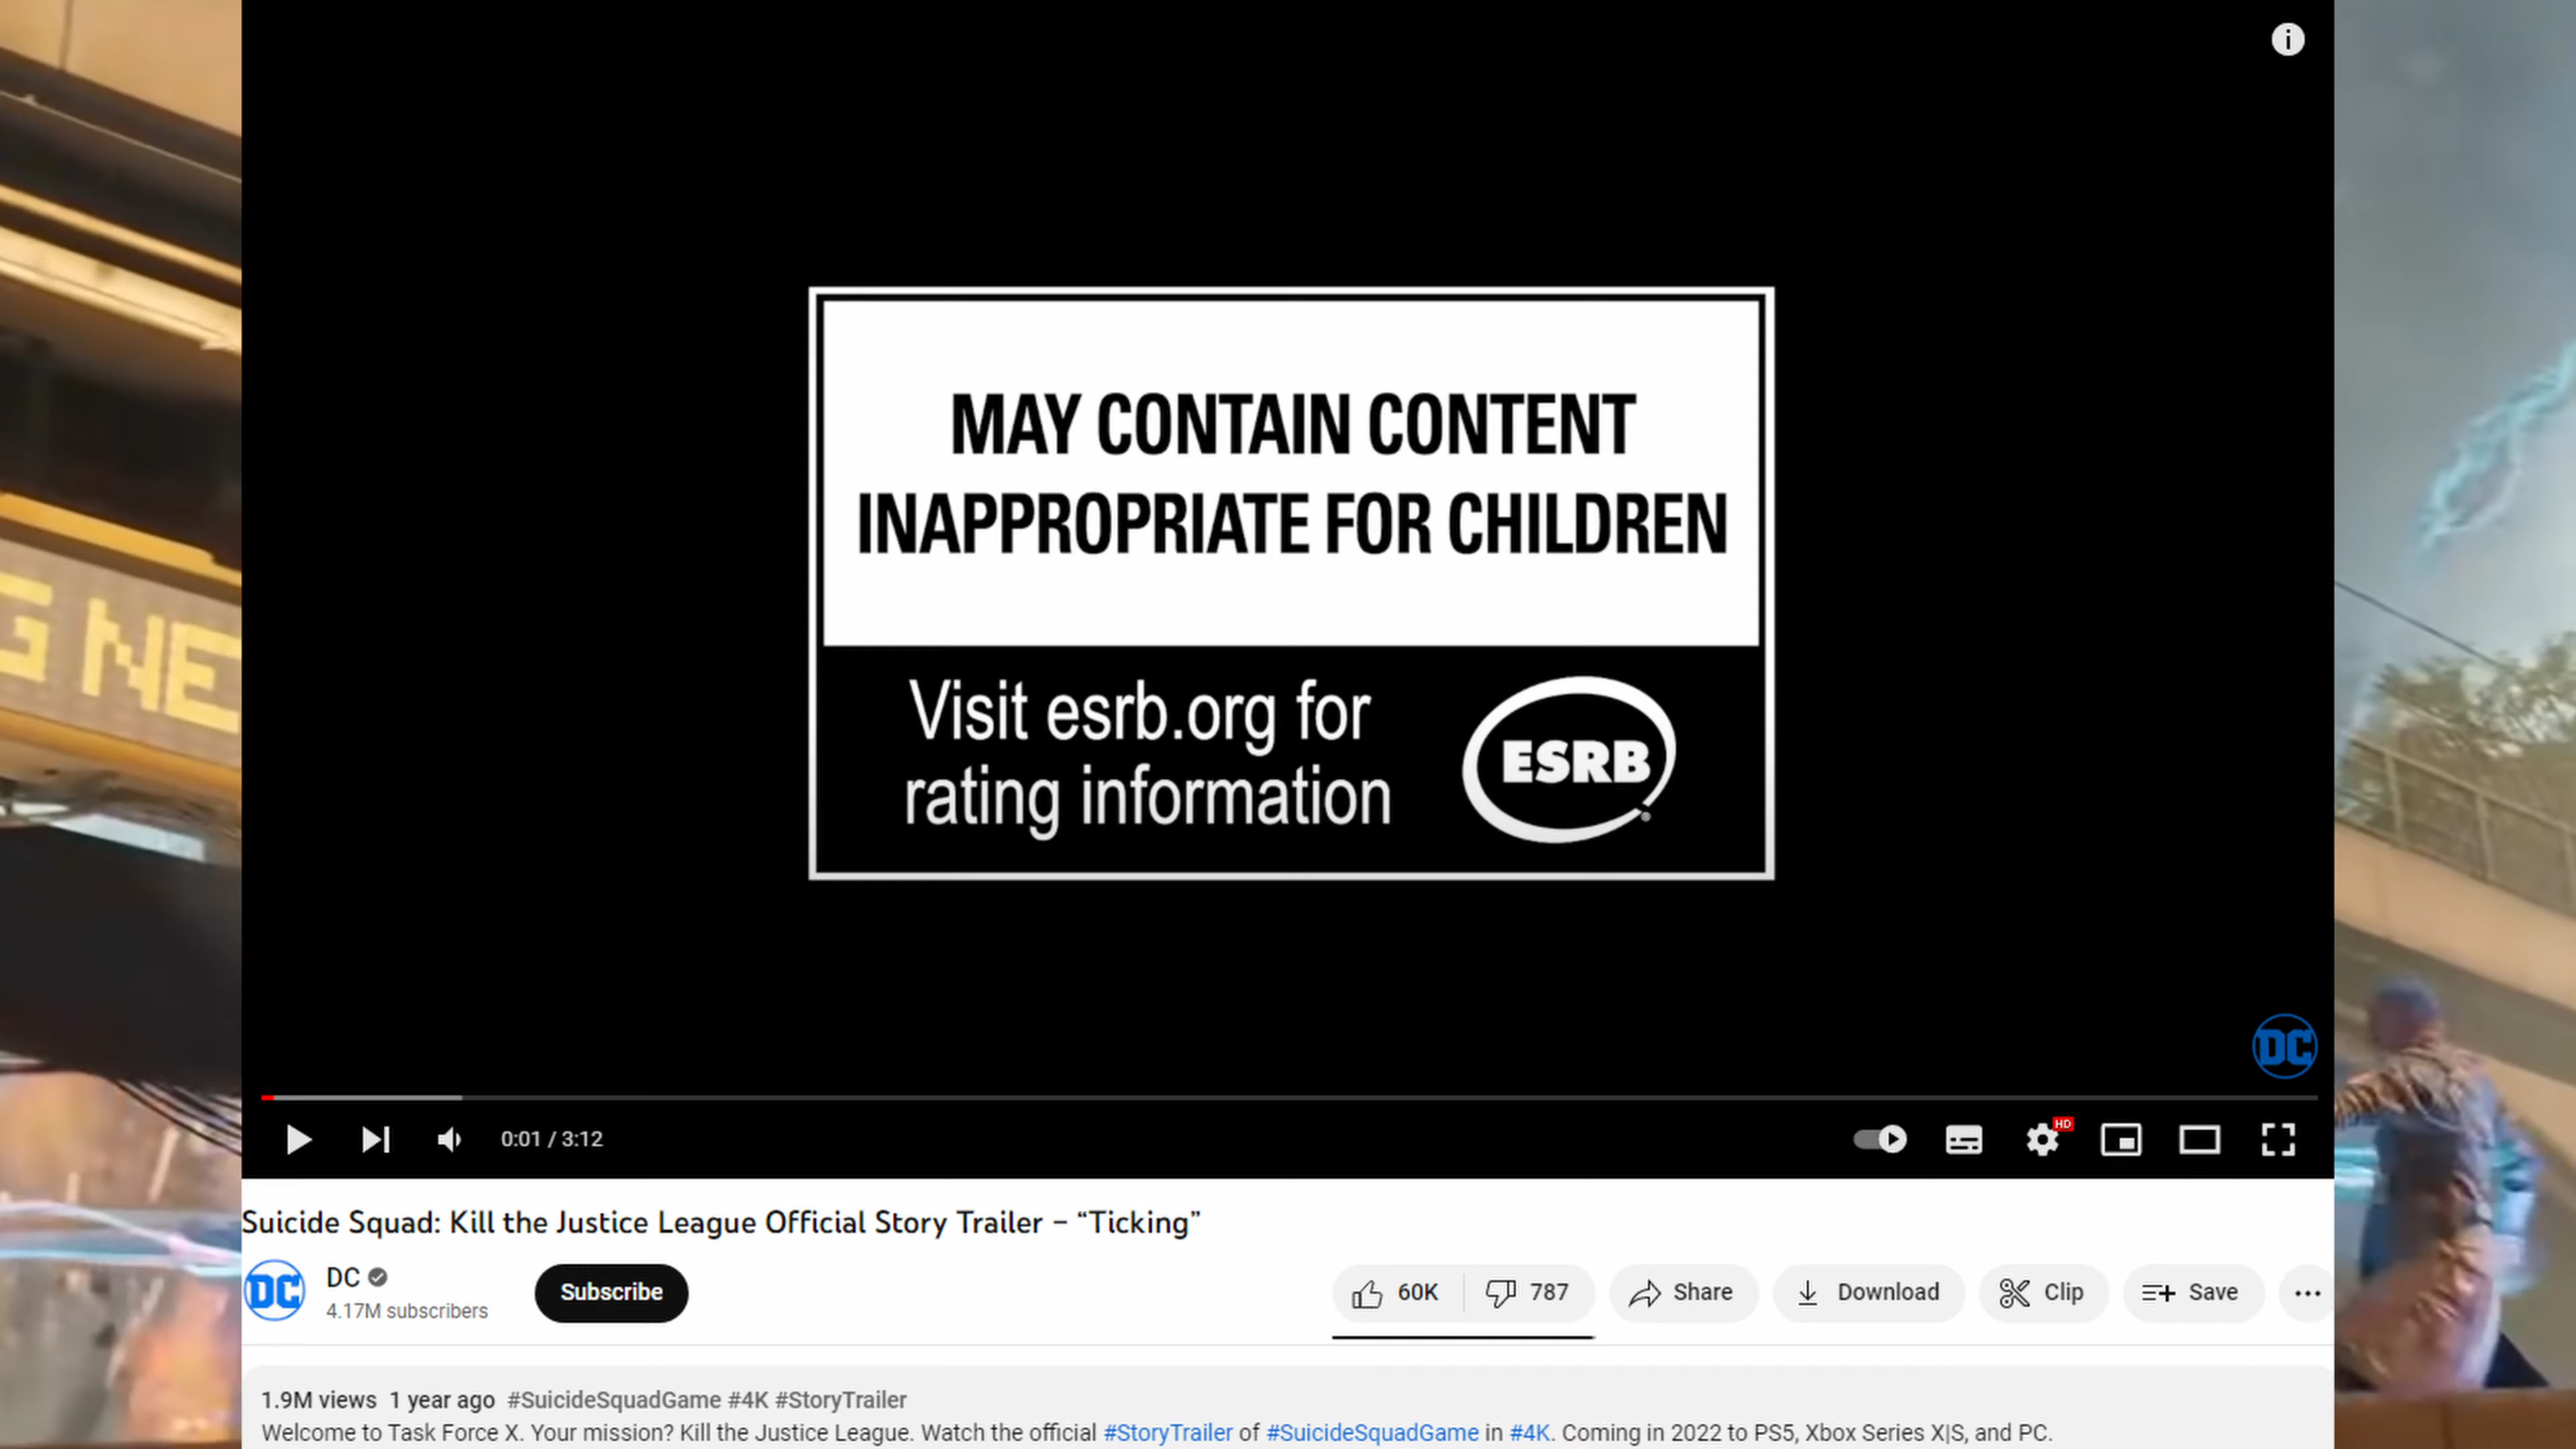 MAY CONTAIN CONTENT
INAPPROPRIATE FOR CHILDREN
Visit esrb.org for
rating information
ESRB
G NE
DC
0:01 / 3:12
HD
Suicide Squad: Kill the Justice League Official Story Trailer – “Ticking”
DC
DC
4.17M subscribers
Subscribe
60K
787
Share
Download
Clip
Save
1.9M views 1 year ago #SuicideSquadGame #4K #StoryTrailer
Welcome to Task Force X. Your mission? Kill the Justice League. Watch the official #StoryTrailer of #SuicideSquadGame in #4K. Coming in 2022 to PS5, Xbox Series X|S, and PC.